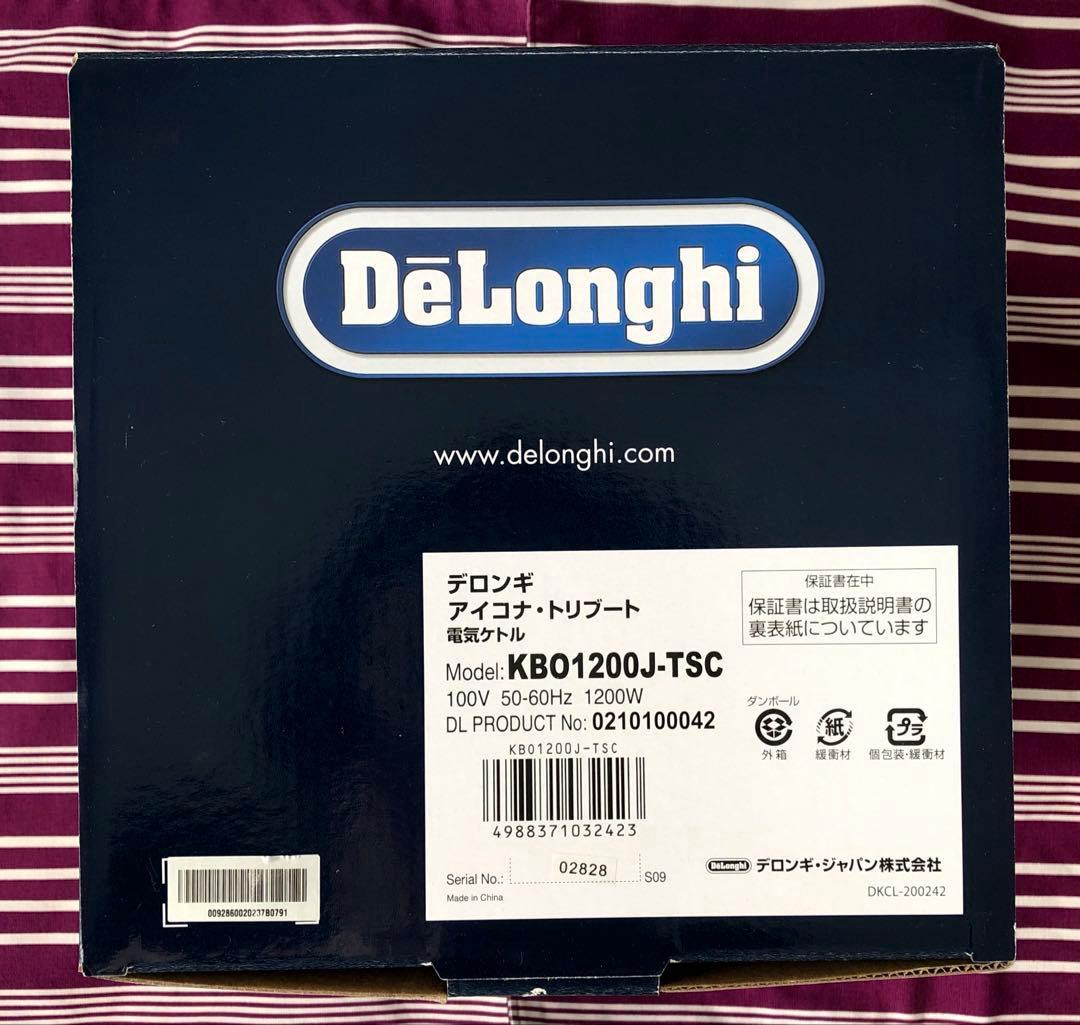 DeLonghi
www.delonghi.com
デロンギ
アイコナ・トリブート
電気ケトル
Model: KBO1200J-TSC
100V 50-60Hz 1200W
DL PRODUCT No: 0210100042
KBO1200J-TSC
4988371032423
Serial No.: 02828 S09
Made in China
保証書在中
保証書は取扱説明書の
裏表紙についています
ダンボール
外箱
紙
緩衝材
プラ
個包装・緩衝材
DeLonghi デロンギ・ジャパン株式会社
DKCL-200242